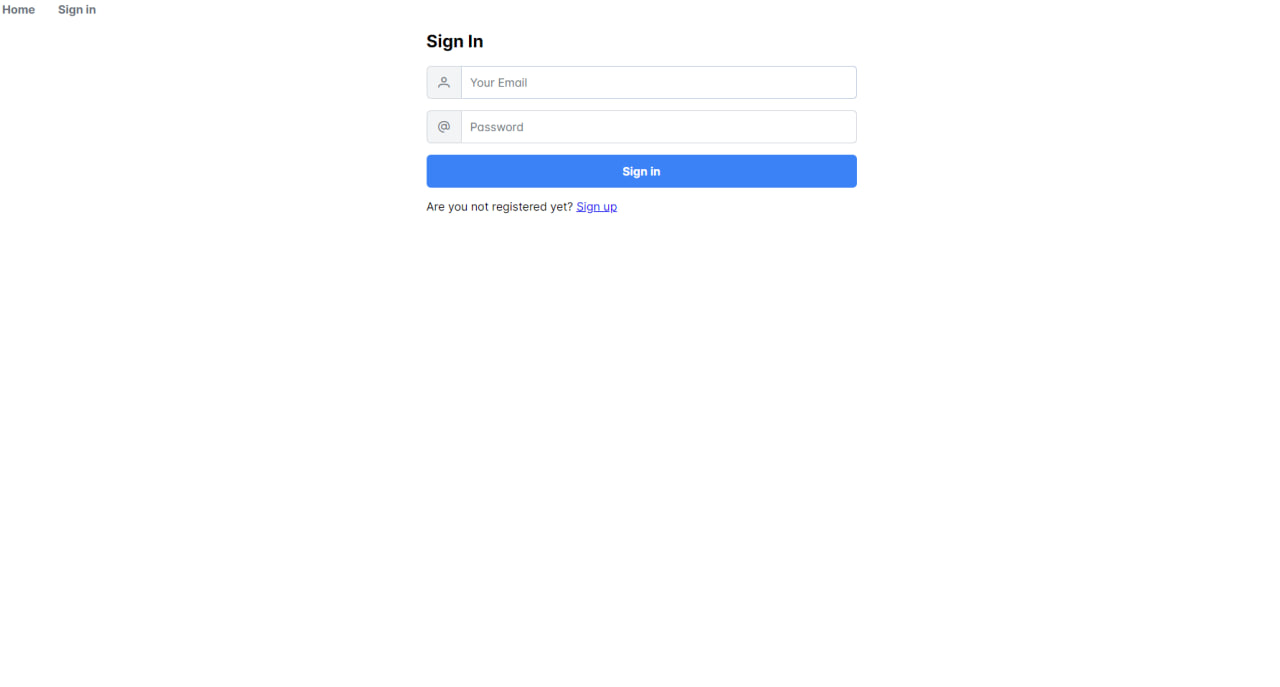 Home Sign in
Sign In
Your Email
@ Password
Sign in
Are you not registered yet? Sign up